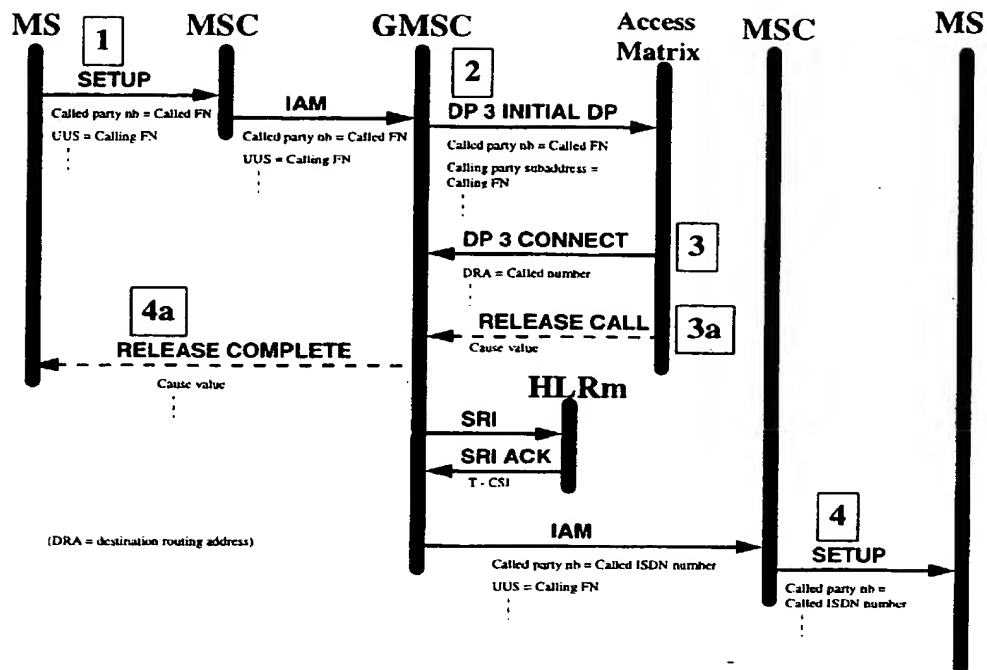 MS
MSC
GMSC
Access
Matrix
MSC
MS
1
SETUP
Called party nb = Called FN
UUS = Calling FN
IAM
Called party nb = Called FN
UUS = Calling FN
2
DP 3 INITIAL DP
Called party nb = Called FN
Calling party subaddress =
Calling FN
DP 3 CONNECT
3
DRA = Called number
4a
RELEASE CALL
3a
Cause value
RELEASE COMPLETE
Cause value
HLRm
SRI
SRI ACK
T - CSI
(DRA = destination routing address)
IAM
Called party nb = Called ISDN number
UUS = Calling FN
4
SETUP
Called party nb =
Called ISDN number